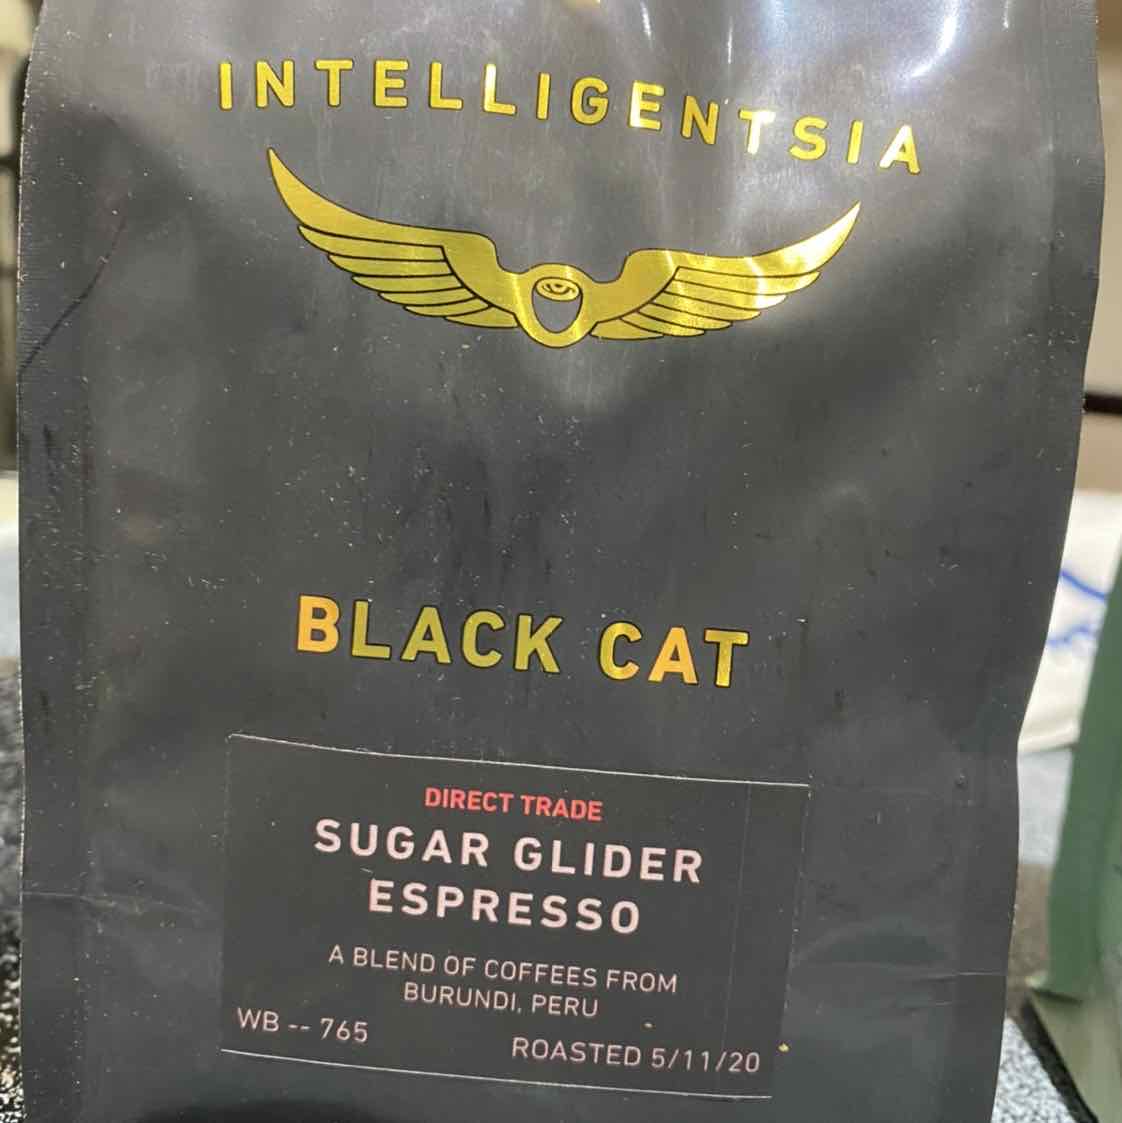 INTELLIGENTSIA
BLACK CAT
DIRECT TRADE
SUGAR GLIDER
ESPRESSO
A BLEND OF COFFEES FROM
BURUNDI, PERU
WB -- 765
ROASTED 5/11/20